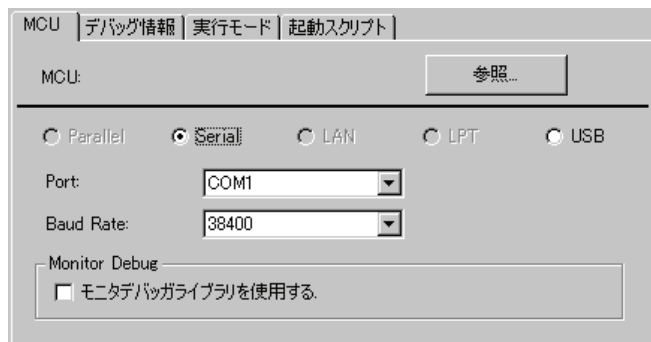 MCU デバッグ情報 実行モード 起動スクリプト
MCU: 参照...
Parallel Serial LAN LPT USB
Port: COM1
Baud Rate: 38400
Monitor Debug
モニタデバッガライブラリを使用する.